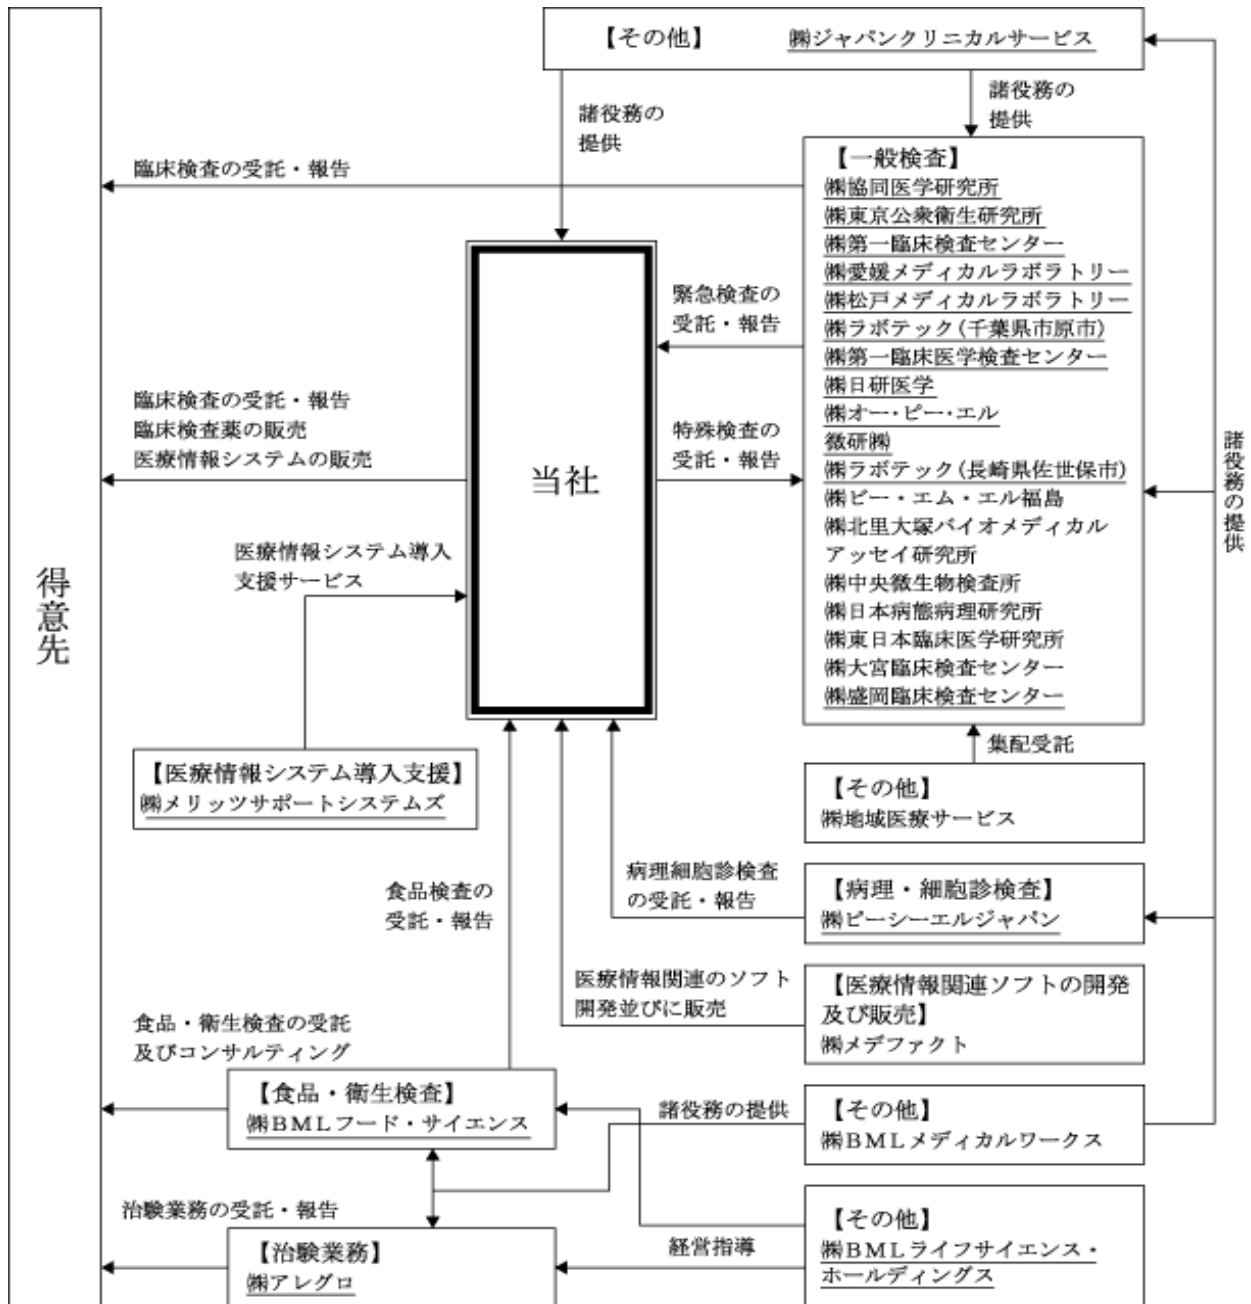 【その他】 ㈱ジャパンクリニカルサービス
諸役務の
提供
諸役務の
提供
臨床検査の受託・報告
【一般検査】
㈱協同医学研究所
㈱東京公衆衛生研究所
㈱第一臨床検査センター
㈱愛媛メディカルラボラトリー
㈱松戸メディカルラボラトリー
㈱ラボテック(千葉県市原市)
㈱第一臨床医学検査センター
㈱日研医学
㈱オー・ピー・エル
微研㈱
㈱ラボテック(長崎県佐世保市)
㈱ビー・エム・エル福島
㈱北里大塚バイオメディカル
アッセイ研究所
㈱中央微生物検査所
㈱日本病態病理研究所
㈱東日本臨床医学研究所
㈱大宮臨床検査センター
㈱盛岡臨床検査センター
緊急検査の
受託・報告
臨床検査の受託・報告
臨床検査薬の販売
医療情報システムの販売
特殊検査の
受託・報告
当社
諸役務の提供
得意先
医療情報システム導入
支援サービス
【医療情報システム導入支援】
㈱メリッツサポートシステムズ
集配受託
【その他】
㈱地域医療サービス
食品検査の
受託・報告
病理細胞診検査
の受託・報告
【病理・細胞診検査】
㈱ピーシーエルジャパン
医療情報関連のソフト
開発並びに販売
【医療情報関連ソフトの開発
及び販売】
㈱メデファクト
食品・衛生検査の受託
及びコンサルティング
【食品・衛生検査】
㈱ＢＭＬフード・サイエンス
諸役務の提供
【その他】
㈱ＢＭＬメディカルワークス
治験業務の受託・報告
【治験業務】
㈱アレグロ
経営指導
【その他】
㈱ＢＭＬライフサイエンス・
ホールディングス